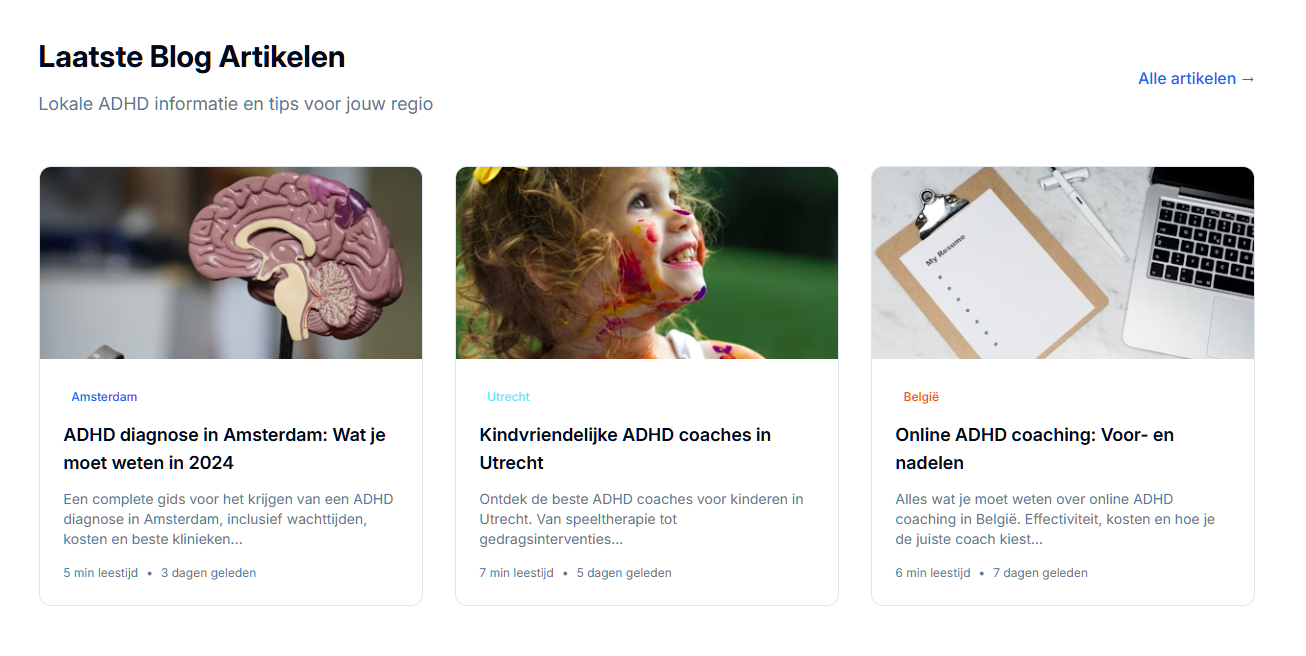 Laatste Blog Artikelen
Lokale ADHD informatie en tips voor jouw regio
Alle artikelen →
My Resume
Amsterdam
ADHD diagnose in Amsterdam: Wat je
moet weten in 2024
Een complete gids voor het krijgen van een ADHD
diagnose in Amsterdam, inclusief wachttijden,
kosten en beste klinieken...
5 min leestijd • 3 dagen geleden
Utrecht
Kindvriendelijke ADHD coaches in
Utrecht
Ontdek de beste ADHD coaches voor kinderen in
Utrecht. Van speeltherapie tot
gedragsinterventies...
7 min leestijd • 5 dagen geleden
België
Online ADHD coaching: Voor- en
nadelen
Alles wat je moet weten over online ADHD
coaching in België. Effectiviteit, kosten en hoe je
de juiste coach kiest...
6 min leestijd • 7 dagen geleden